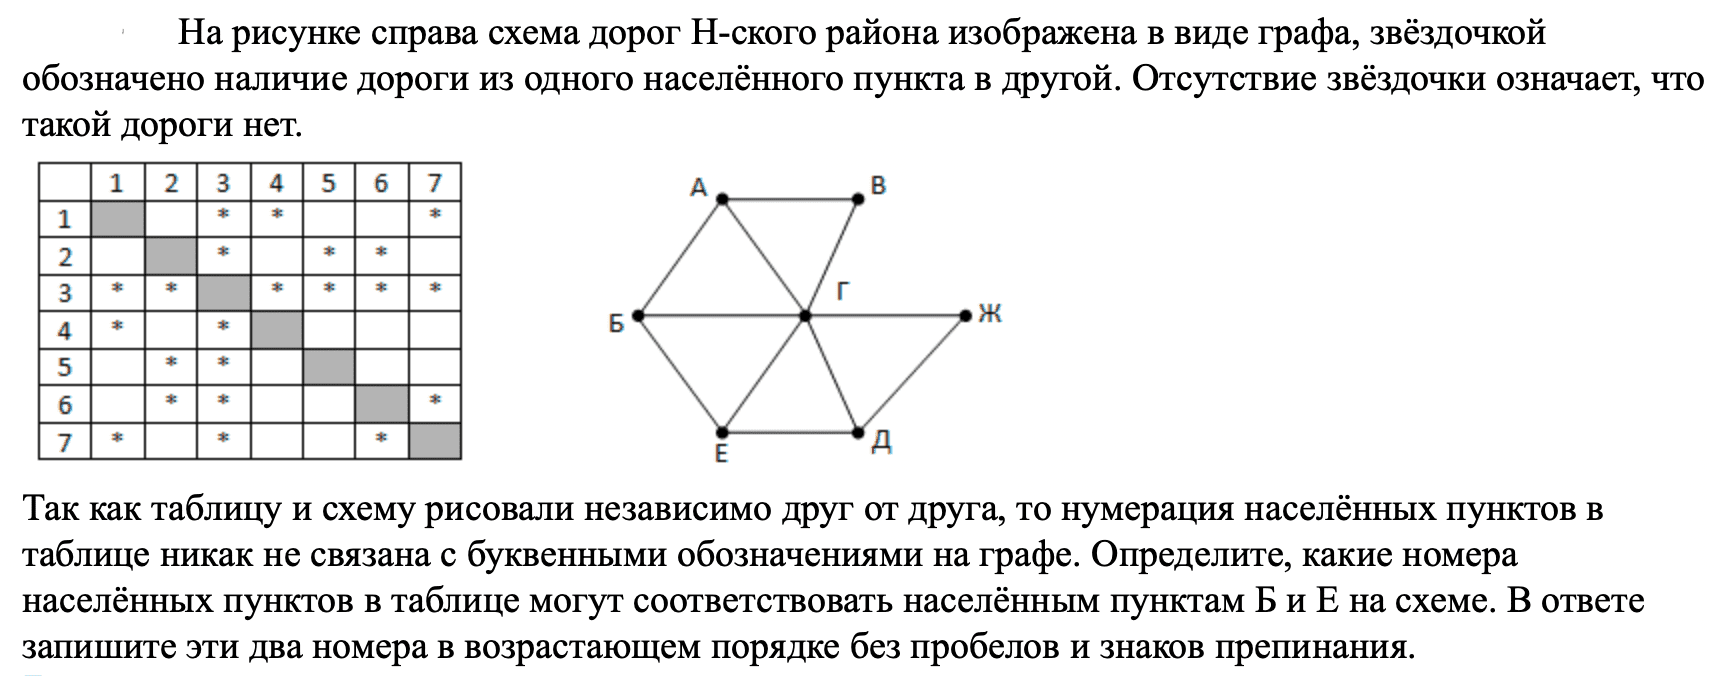 На рисунке справа схема дорог Н-ского района изображена в виде графа, звёздочкой
обозначено наличие дороги из одного населённого пункта в другой. Отсутствие звёздочки означает, что
такой дороги нет.
1 2 3 4 5 6 7
1 * * *
2 * * *
3 * * * * * *
4 * *
5 * *
6 * * *
7 * * *
А В
Г
Б Ж
Е Д
Так как таблицу и схему рисовали независимо друг от друга, то нумерация населённых пунктов в
таблице никак не связана с буквенными обозначениями на графе. Определите, какие номера
населённых пунктов в таблице могут соответствовать населённым пунктам Б и Е на схеме. В ответе
запишите эти два номера в возрастающем порядке без пробелов и знаков препинания.